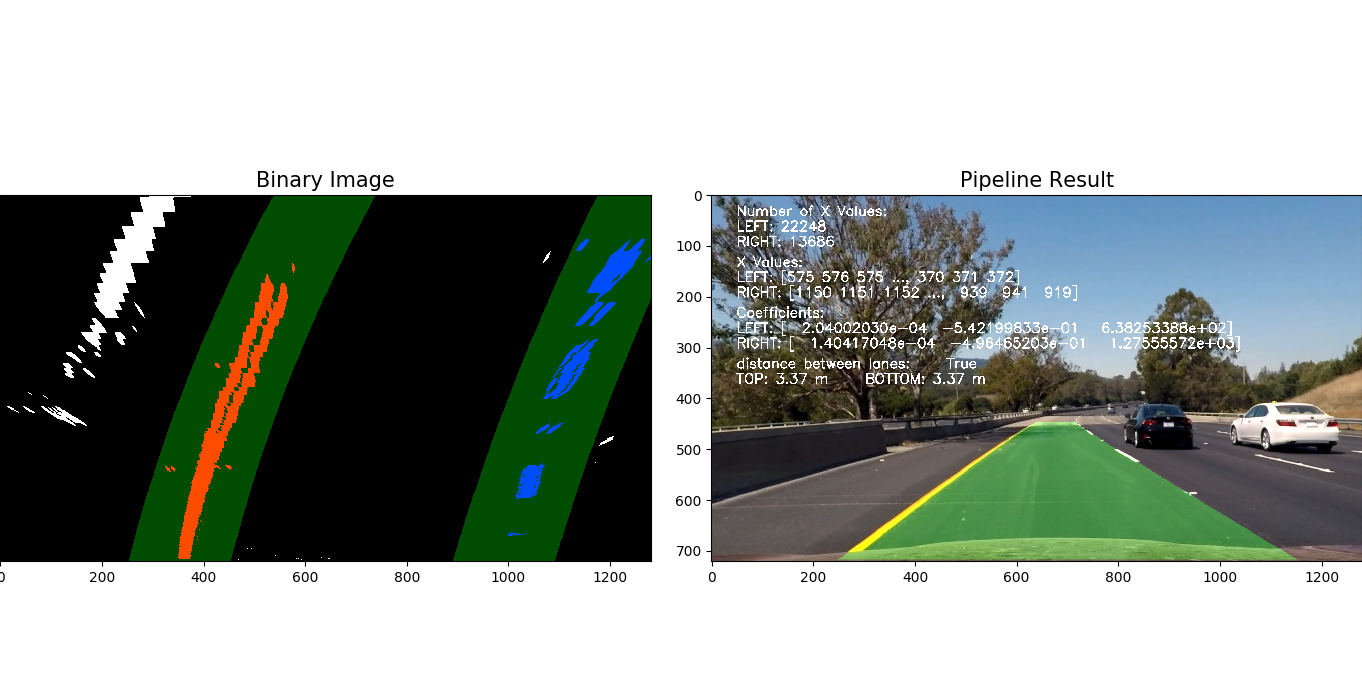 Binary Image
0 200 400 600 800 1000 1200
Pipeline Result
0
100
200
300
400
500
600
700
0 200 400 600 800 1000 1200
Number of X Values:
LEFT: 22248
RIGHT: 13686
X Values:
LEFT: [575 576 575 ..., 370 371 372]
RIGHT: [1150 1151 1152 ..., 939 941 919]
Coefficients:
LEFT: [ 2.04002030e-04 -5.42199833e-01 6.38253388e+02]
RIGHT: [ 1.40417048e-04 -4.96465203e-01 1.27555572e+03]
distance between lanes: True
TOP: 3.37 m BOTTOM: 3.37 m